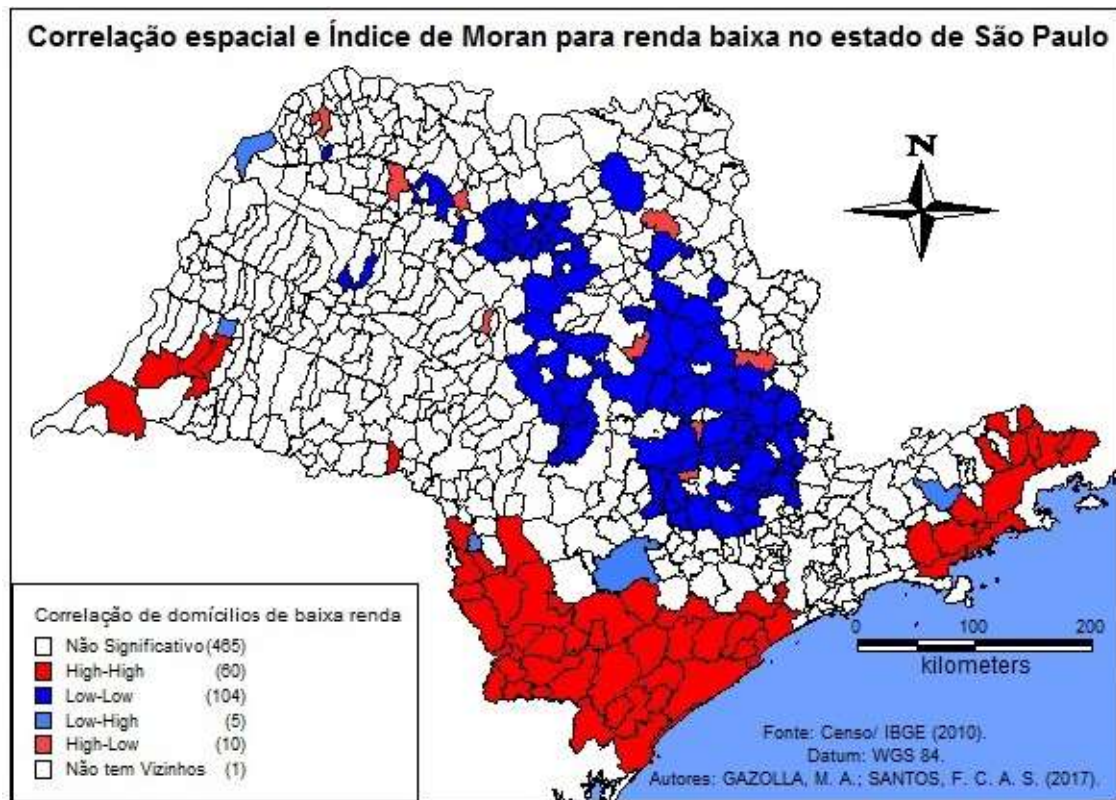 Correlação espacial e Índice de Moran para renda baixa no estado de São Paulo
N
Correlação de domícilios de baixa renda
Não Significativo (465)
High-High (60)
Low-Low (104)
Low-High (5)
High-Low (10)
Não tem Vizinhos (1)
0 100 200
kilometers
Fonte: Censo/ IBGE (2010).
Datum: WGS 84.
Autores: GAZOLLA, M. A.; SANTOS, F. C. A. S. (2017).